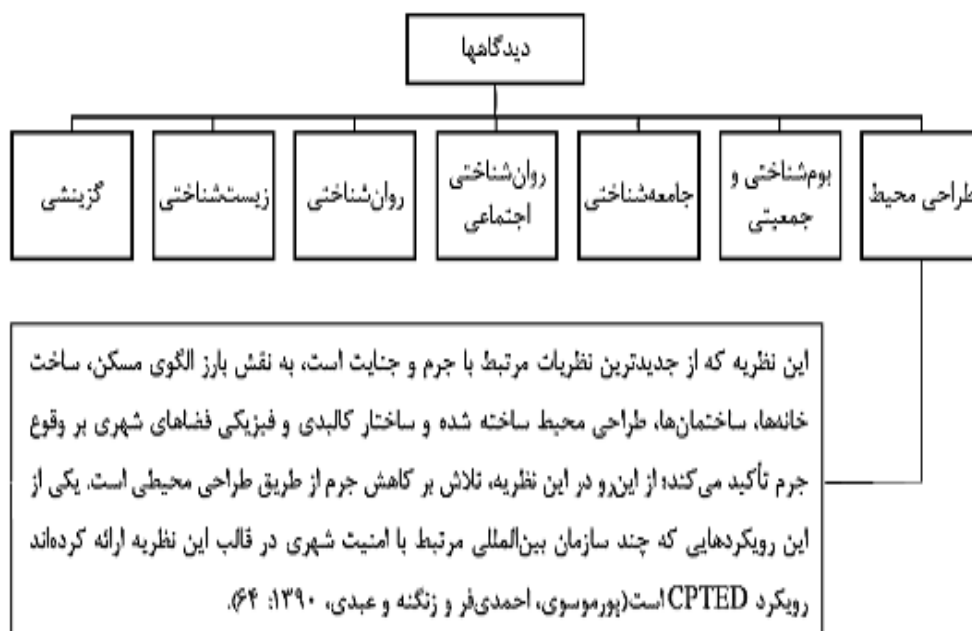 دیدگاهها
طراحی محیط
بوم‌شناختی و
جمعیتی
جامعه‌شناختی
روان‌شناختی
اجتماعی
روان‌شناختی
زیست‌شناختی
گزینشی
این نظریه که از جدیدترین نظریات مرتبط با جرم و جنایت است، به نقش بارز الگوی مسکن، ساخت
خانه‌ها، ساختمان‌ها، طراحی محیط ساخته شده و ساختار کالبدی و فیزیکی فضاهای شهری بر وقوع
جرم تأکید می‌کند؛ از این‌رو در این نظریه، تلاش بر کاهش جرم از طریق طراحی محیطی است. یکی از
این رویکردهایی که چند سازمان بین‌المللی مرتبط با امنیت شهری در قالب این نظریه ارائه کرده‌اند
رویکرد CPTED است(پورموسوی، احمدی‌فر و زنگنه و عبدی، ۱۳۹۰: ۶۴).